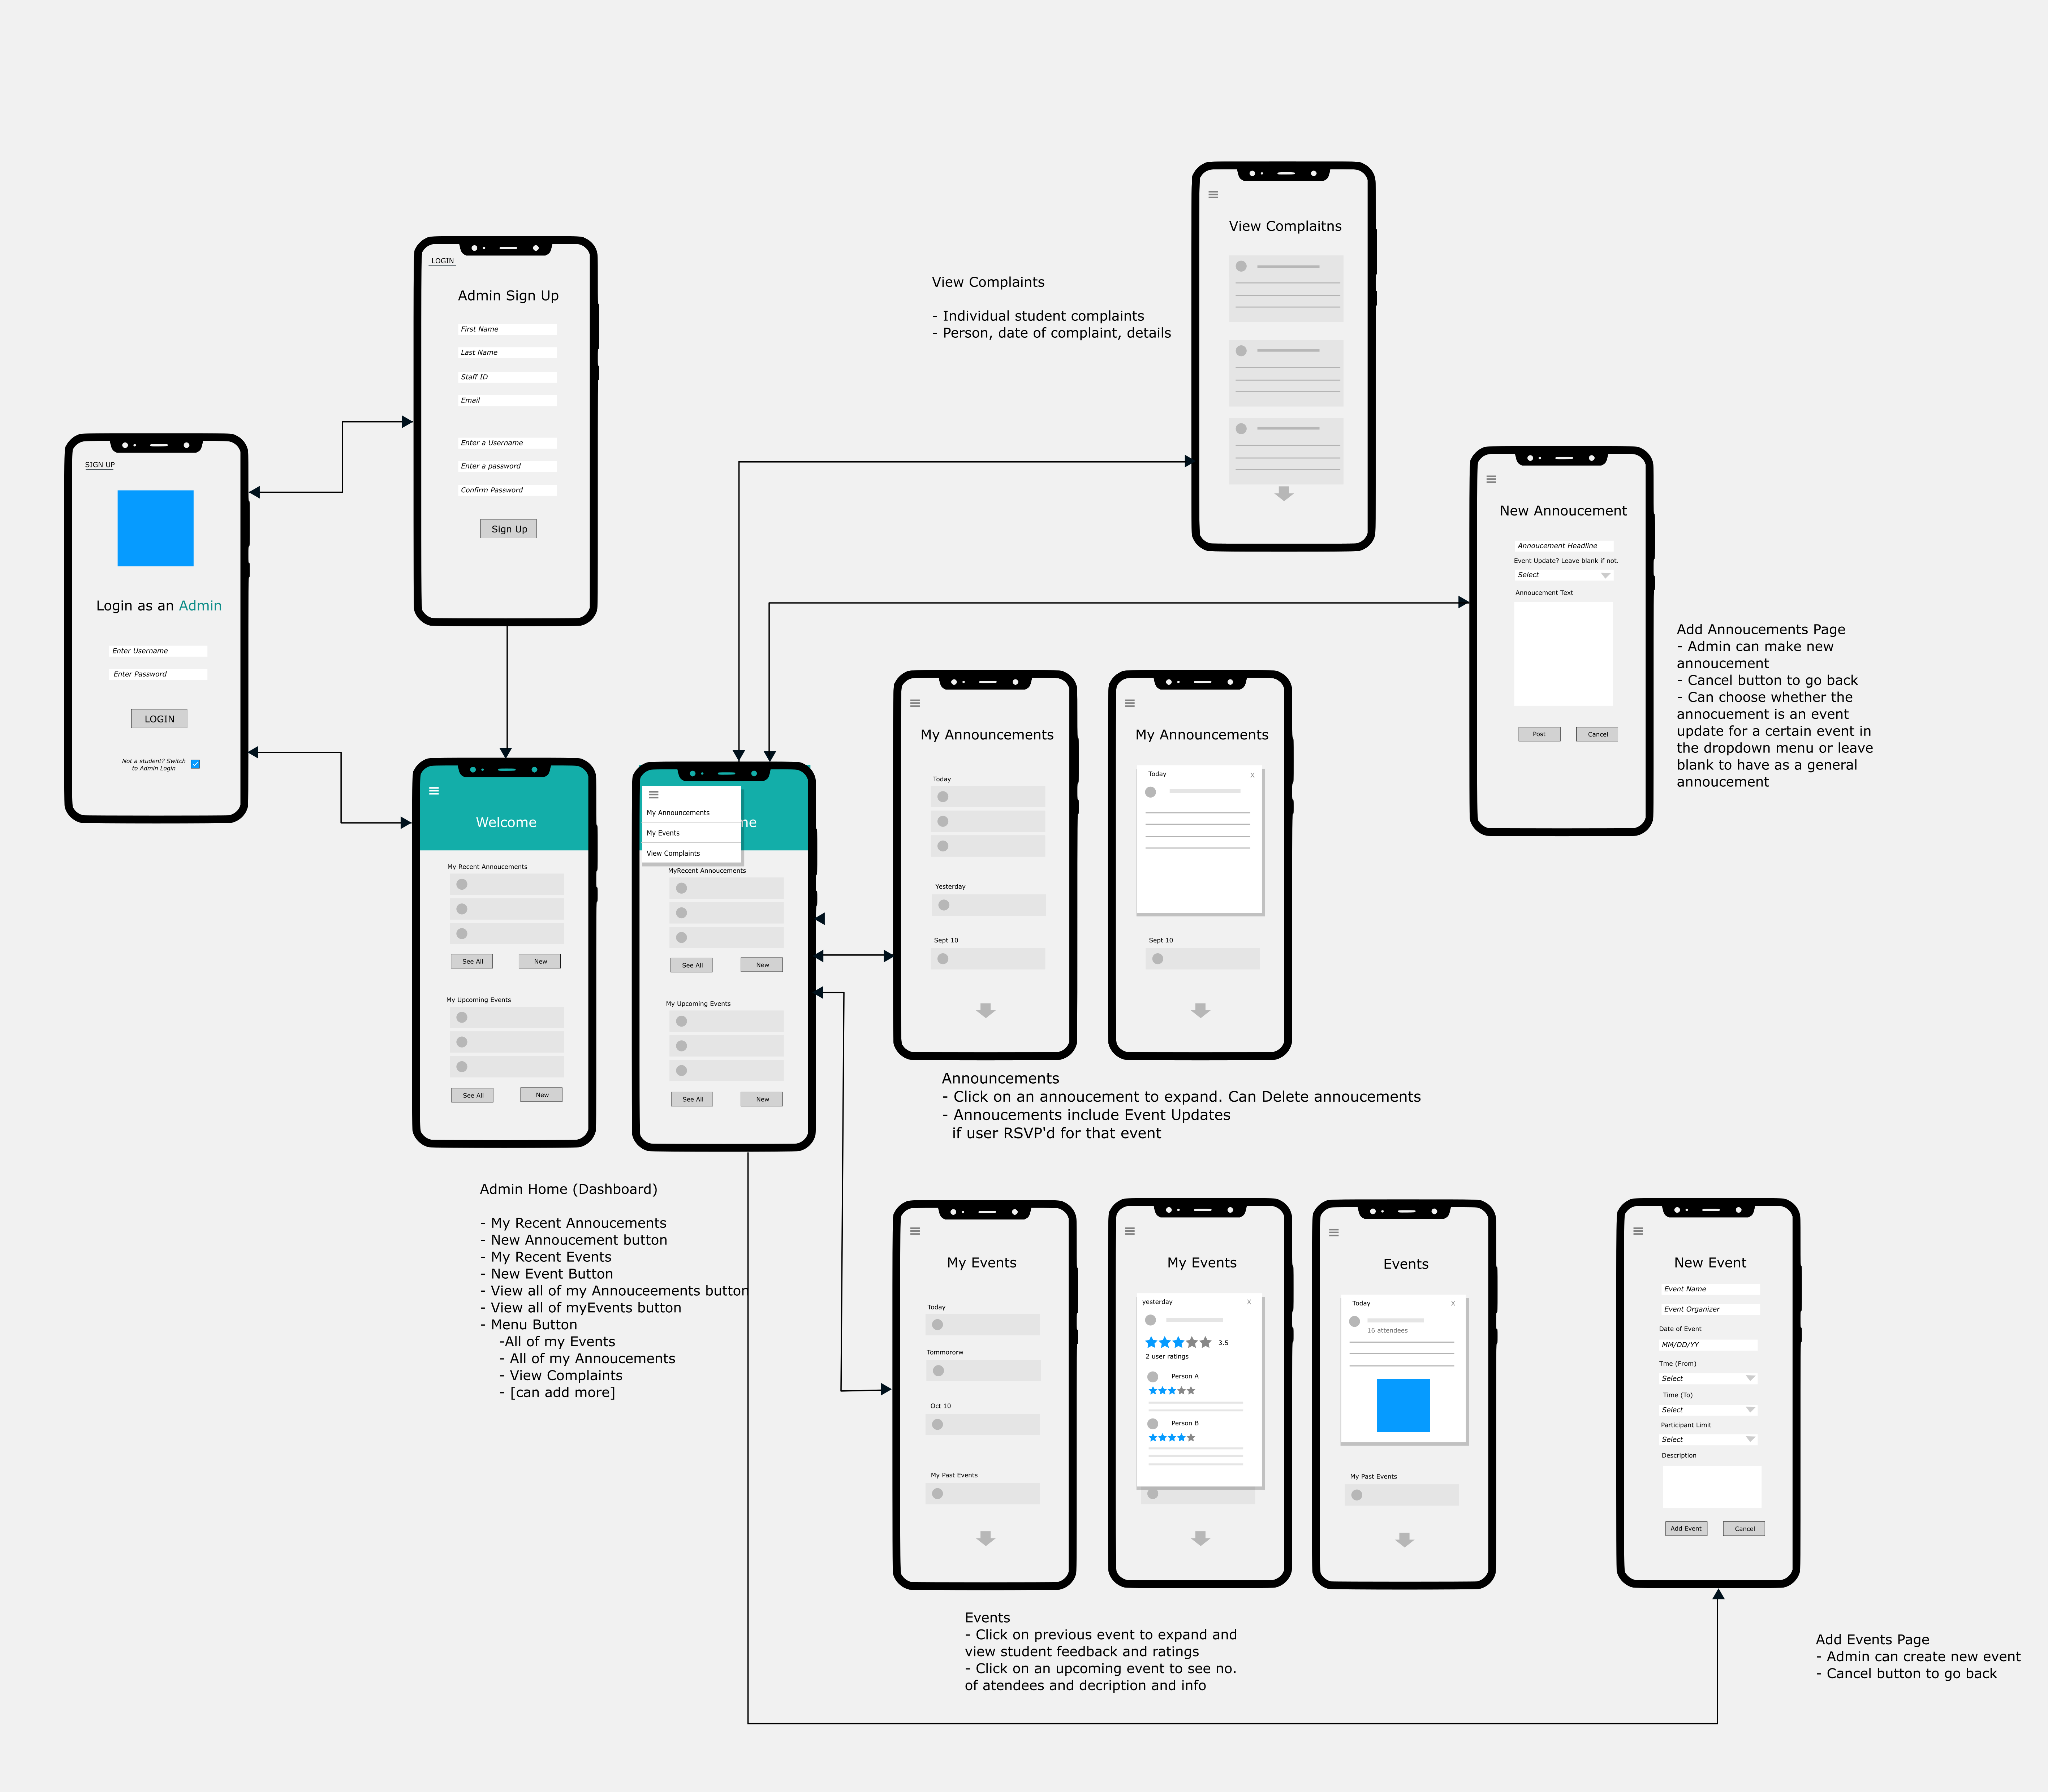 SIGN UP
Login as an Admin
Enter Username
Enter Password
LOGIN
Not a student? Switch
to Admin Login
LOGIN
Admin Sign Up
First Name
Last Name
Staff ID
Email
Enter a Username
Enter a password
Confirm Password
Sign Up
Welcome
My Recent Annoucements
See All
New
My Upcoming Events
See All
New
me
My Announcements
My Events
View Complaints
MyRecent Annoucements
See All
New
My Upcoming Events
See All
New
Admin Home (Dashboard)
- My Recent Annoucements
- New Annoucement button
- My Recent Events
- New Event Button
- View all of my Annouceements button
- View all of myEvents button
- Menu Button
-All of my Events
- All of my Annoucements
- View Complaints
- [can add more]
View Complaints
- Individual student complaints
- Person, date of complaint, details
View Complaitns
New Annoucement
Annoucement Headline
Event Update? Leave blank if not.
Select
Annoucement Text
Post
Cancel
Add Annoucements Page
- Admin can make new
annoucement
- Cancel button to go back
- Can choose whether the
annocuement is an event
update for a certain event in
the dropdown menu or leave
blank to have as a general
annoucement
My Announcements
Today
Yesterday
Sept 10
My Announcements
Today
X
Sept 10
Announcements
- Click on an annoucement to expand. Can Delete annoucements
- Annoucements include Event Updates
if user RSVP'd for that event
My Events
Today
Tommororw
Oct 10
My Past Events
My Events
yesterday
X
3.5
2 user ratings
Person A
Person B
Events
Today
X
16 attendees
My Past Events
Events
- Click on previous event to expand and
view student feedback and ratings
- Click on an upcoming event to see no.
of atendees and decription and info
New Event
Event Name
Event Organizer
Date of Event
MM/DD/YY
Tme (From)
Select
Time (To)
Select
Participant Limit
Select
Description
Add Event
Cancel
Add Events Page
- Admin can create new event
- Cancel button to go back